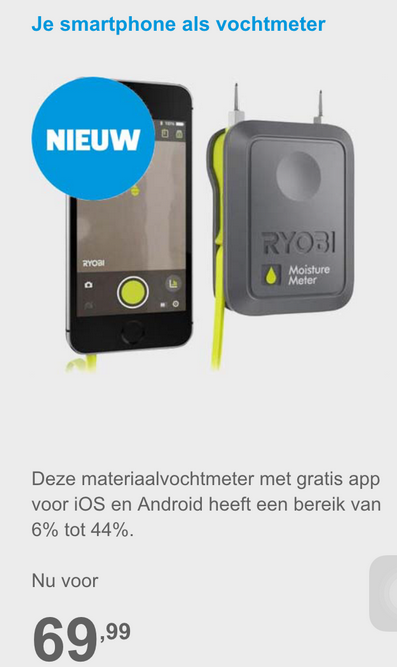 Je smartphone als vochtmeter
NIEUW
RYOBI
RYOBI
Moisture
Meter
Deze materiaalvochtmeter met gratis app
voor iOS en Android heeft een bereik van
6% tot 44%.
Nu voor
69,99